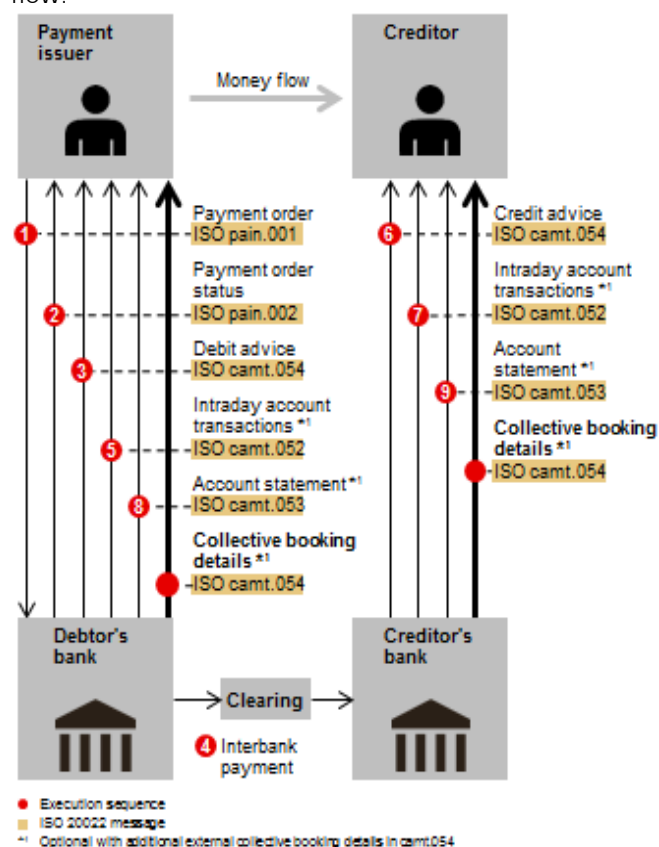 now:
Payment
issuer
Creditor
Money flow
Payment order
1
ISO pain.001
Payment order
status
2
ISO pain.002
Debit advice
3
ISO camt.054
Intraday account
transactions *1
5
ISO camt.052
Account statement *1
8
ISO camt.053
Collective booking
details *1
ISO camt.054
Credit advice
6
ISO camt.054
Intraday account
transactions *1
7
ISO camt.052
Account
statement *1
9
ISO camt.053
Collective booking
details *1
ISO camt.054
Debtor's
bank
Clearing
Creditor's
bank
4 Interbank
payment
Execution sequence
ISO 20022 message
*1 Optional with additional external collective booking details in camt.054